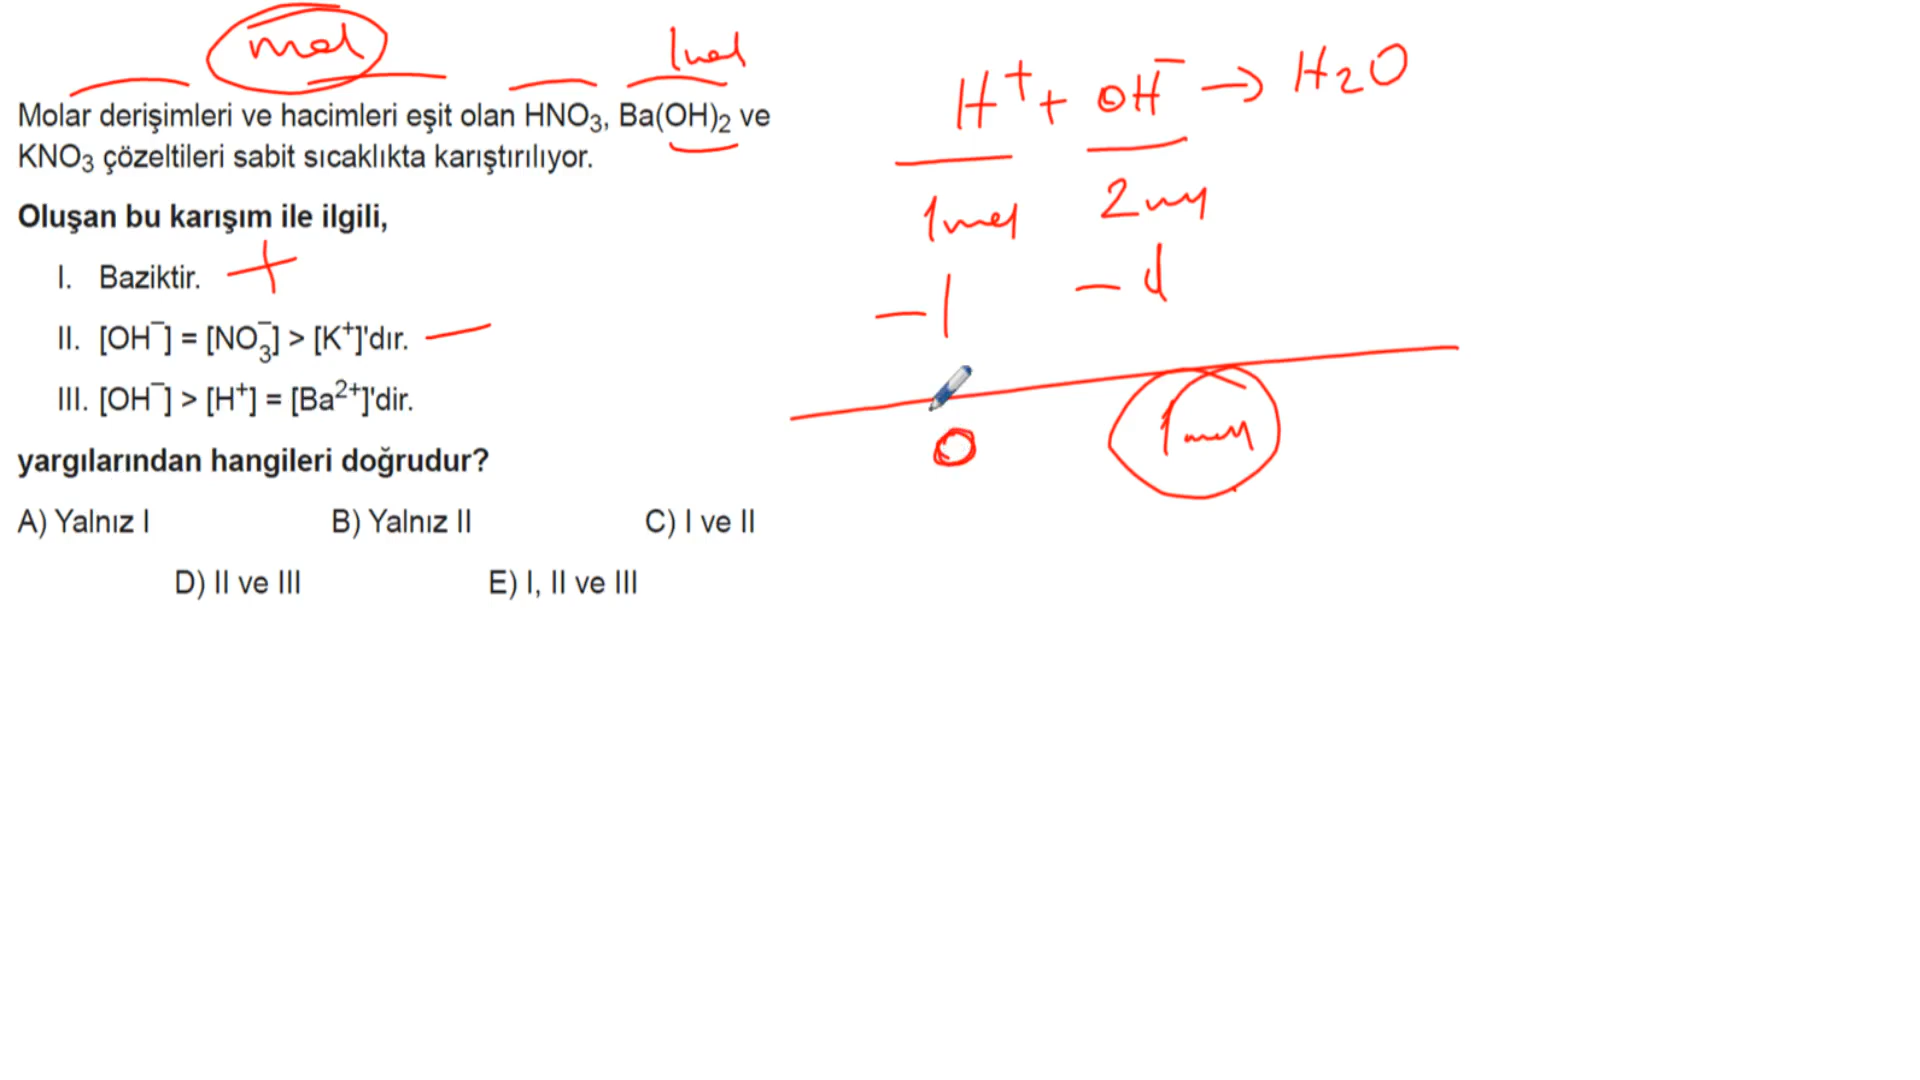 mol
1mol
Molar derişimleri ve hacimleri eşit olan HNO₃, Ba(OH)₂ ve
KNO₃ çözeltileri sabit sıcaklıkta karıştırılıyor.
Oluşan bu karışım ile ilgili,
I. Baziktir. +
II. [OH⁻] = [NO₃⁻] > [K⁺]'dır. —
III. [OH⁻] > [H⁺] = [Ba²⁺]'dir.
yargılarından hangileri doğrudur?
A) Yalnız I B) Yalnız II C) I ve II
D) II ve III E) I, II ve III
H⁺ + OH⁻ → H2O
1mol 2mol
-1 -1
0 1mol